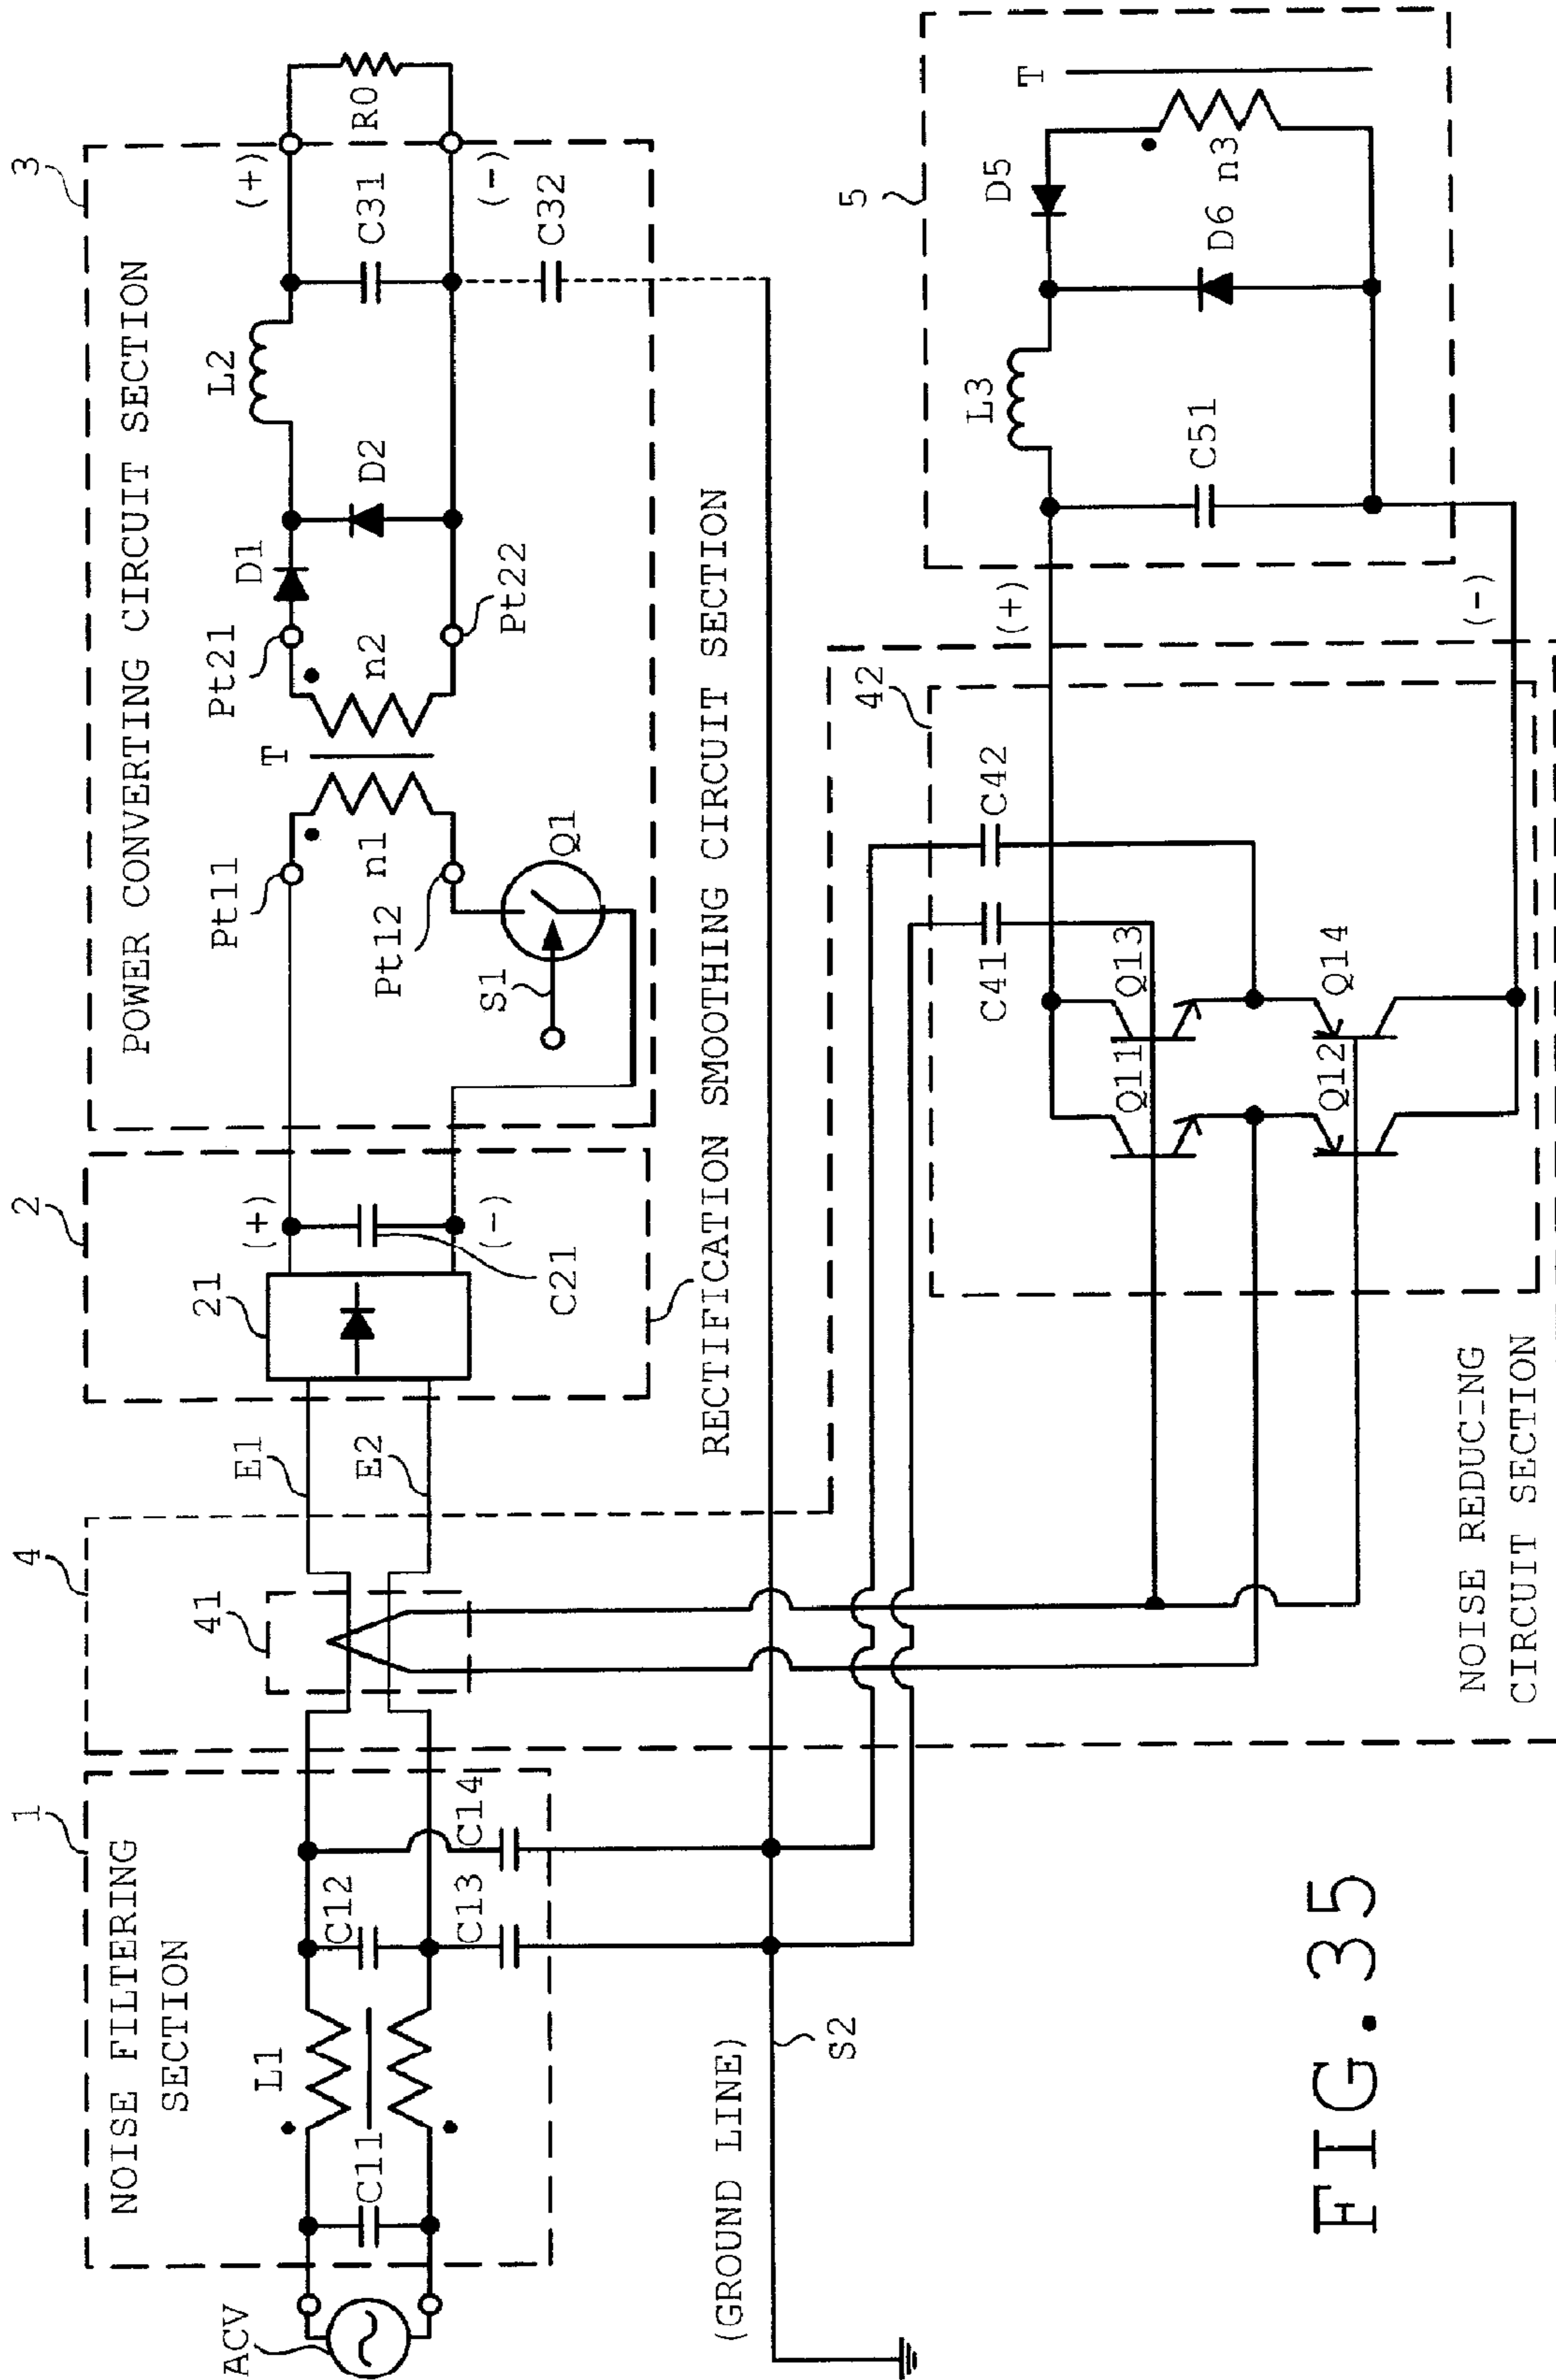 3
POWER CONVERTING CIRCUIT SECTION
Pt11
Pt12
n1
T
n2
Pt21
Pt22
D1
D2
L2
C31
C32
(+)
(-)
R0
S1
Q1
2
21
(+)
(-)
C21
RECTIFICATION SMOOTHING CIRCUIT SECTION
E1
E2
4
41
1
NOISE FILTERING
SECTION
ACV
C11
L1
C12
C13
C14
(GROUND LINE)
S2
NOISE REDUCING
CIRCUIT SECTION
42
C41
C42
Q11
Q13
Q12
Q14
(+)
(-)
5
L3
C51
D5
D6
n3
T
FIG.35